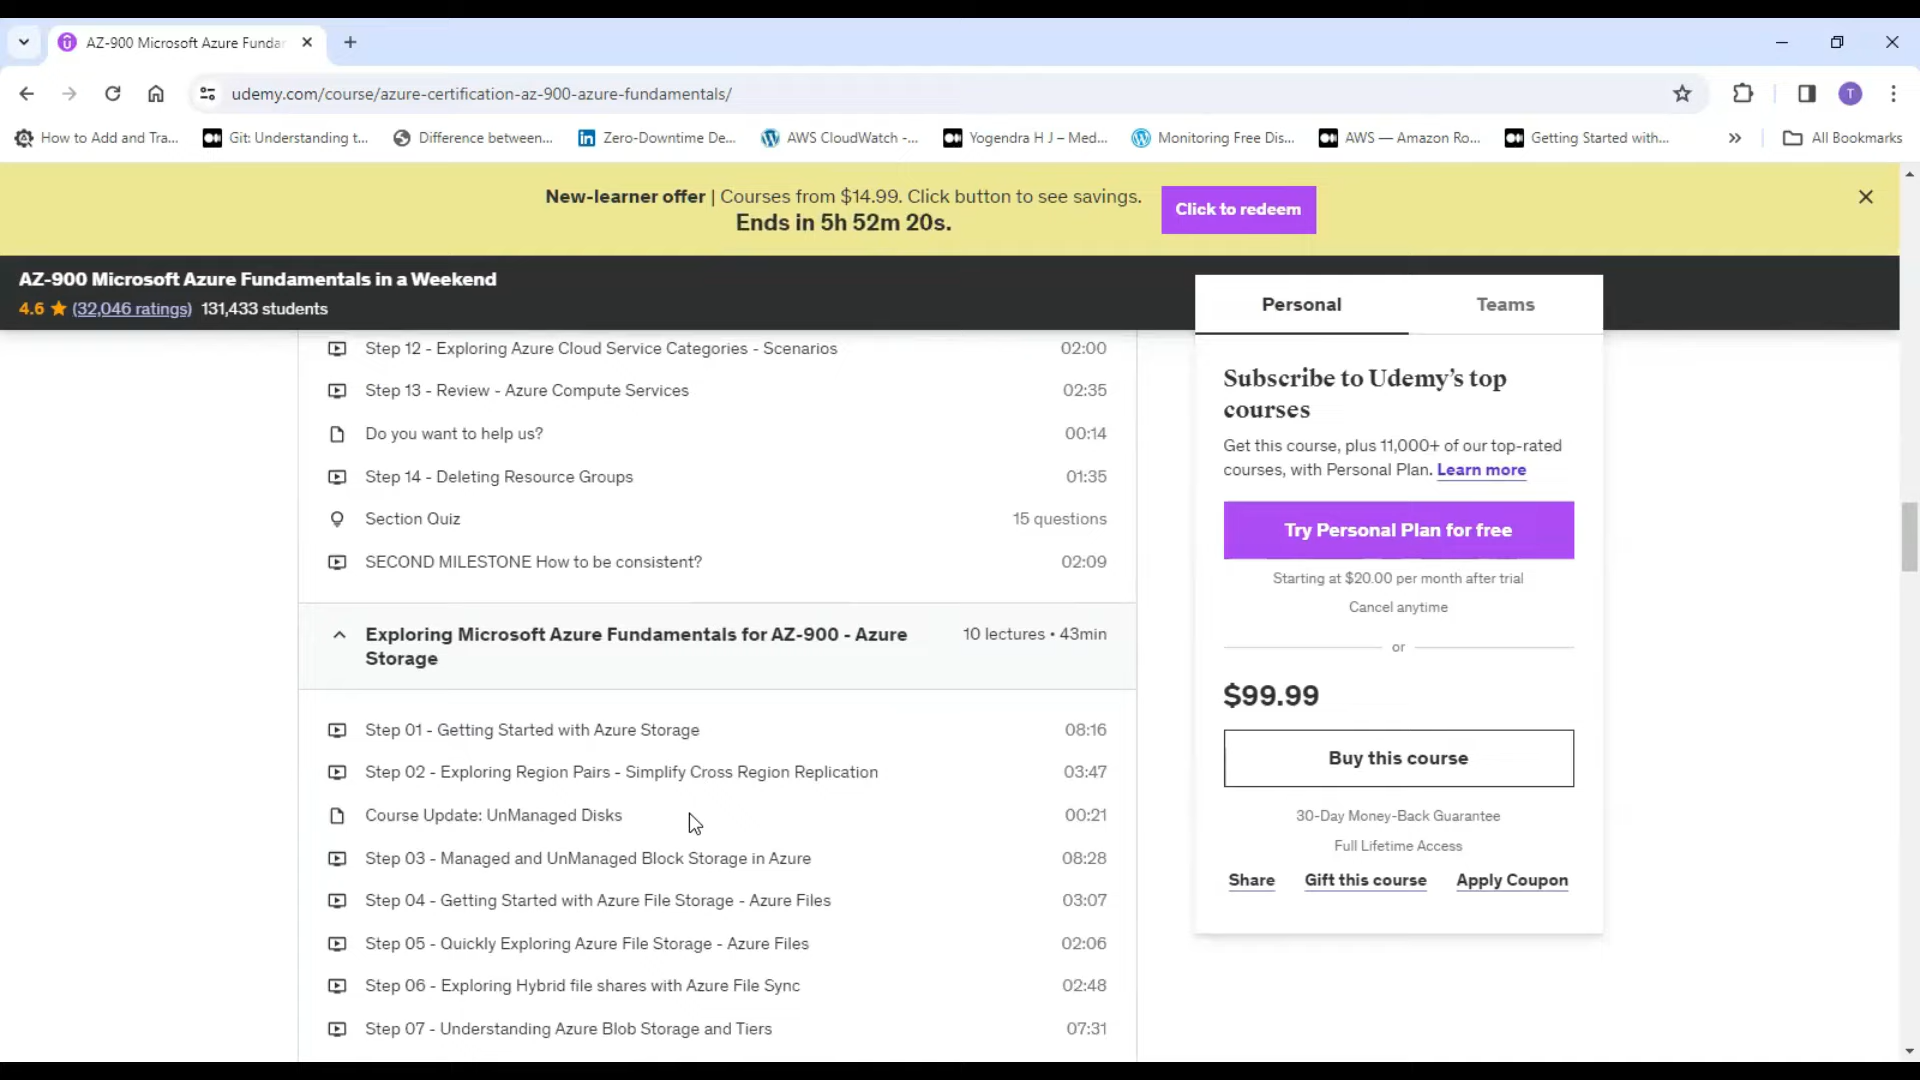 AZ-900 Microsoft Azure Fundar
udemy.com/course/azure-certification-az-900-azure-fundamentals/
T
How to Add and Tra...
Git: Understanding t...
Difference between...
Zero-Downtime De...
AWS CloudWatch -...
Yogendra H J – Med...
Monitoring Free Dis...
AWS — Amazon Ro...
Getting Started with...
»
All Bookmarks
New-learner offer | Courses from $14.99. Click button to see savings.
Ends in 5h 52m 20s.
Click to redeem
AZ-900 Microsoft Azure Fundamentals in a Weekend
4.6 ★ (32,046 ratings) 131,433 students
Step 12 - Exploring Azure Cloud Service Categories - Scenarios 02:00
Step 13 - Review - Azure Compute Services 02:35
Do you want to help us? 00:14
Step 14 - Deleting Resource Groups 01:35
Section Quiz 15 questions
SECOND MILESTONE How to be consistent? 02:09
Exploring Microsoft Azure Fundamentals for AZ-900 - Azure 10 lectures • 43min
Storage
Step 01 - Getting Started with Azure Storage 08:16
Step 02 - Exploring Region Pairs - Simplify Cross Region Replication 03:47
Course Update: UnManaged Disks 00:21
Step 03 - Managed and UnManaged Block Storage in Azure 08:28
Step 04 - Getting Started with Azure File Storage - Azure Files 03:07
Step 05 - Quickly Exploring Azure File Storage - Azure Files 02:06
Step 06 - Exploring Hybrid file shares with Azure File Sync 02:48
Step 07 - Understanding Azure Blob Storage and Tiers 07:31
Personal Teams
Subscribe to Udemy’s top
courses
Get this course, plus 11,000+ of our top-rated
courses, with Personal Plan. Learn more
Try Personal Plan for free
Starting at $20.00 per month after trial
Cancel anytime
or
$99.99
Buy this course
30-Day Money-Back Guarantee
Full Lifetime Access
Share Gift this course Apply Coupon